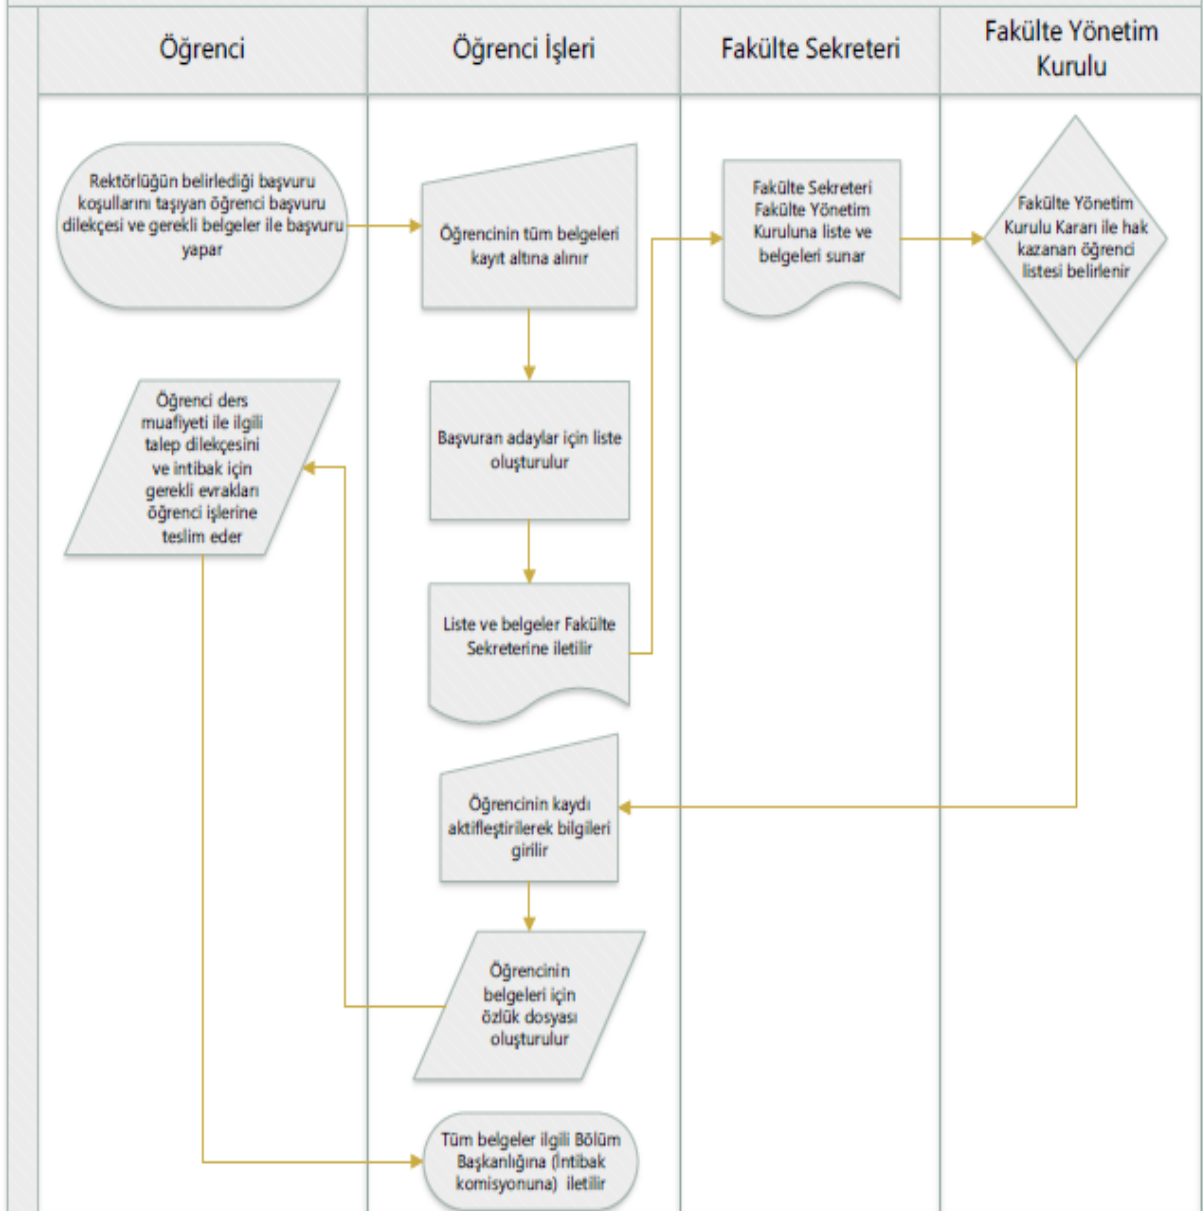 Öğrenci
Öğrenci İşleri
Fakülte Sekreteri
Fakülte Yönetim
Kurulu
Rektörlüğün belirlediği başvuru
koşullarını taşıyan öğrenci başvuru
dilekçesi ve gerekli belgeler ile başvuru
yapar
Öğrencinin tüm belgeleri
kayıt altına alınır
Fakülte Sekreteri
Fakülte Yönetim
Kuruluna liste ve
belgeleri sunar
Fakülte Yönetim
Kurulu Kararı ile hak
kazanan öğrenci
listesi belirlenir
Başvuran adaylar için liste
oluşturulur
Liste ve belgeler Fakülte
Sekreterine iletilir
Öğrencinin kaydı
aktifleştirilerek bilgileri
girilir
Öğrencinin
belgeleri için
özlük dosyası
oluşturulur
Öğrenci ders
muafiyeti ile ilgili
talep dilekçesini
ve intibak için
gerekli evrakları
öğrenci işlerine
teslim eder
Tüm belgeler ilgili Bölüm
Başkanlığına (İntibak
komisyonuna) iletilir